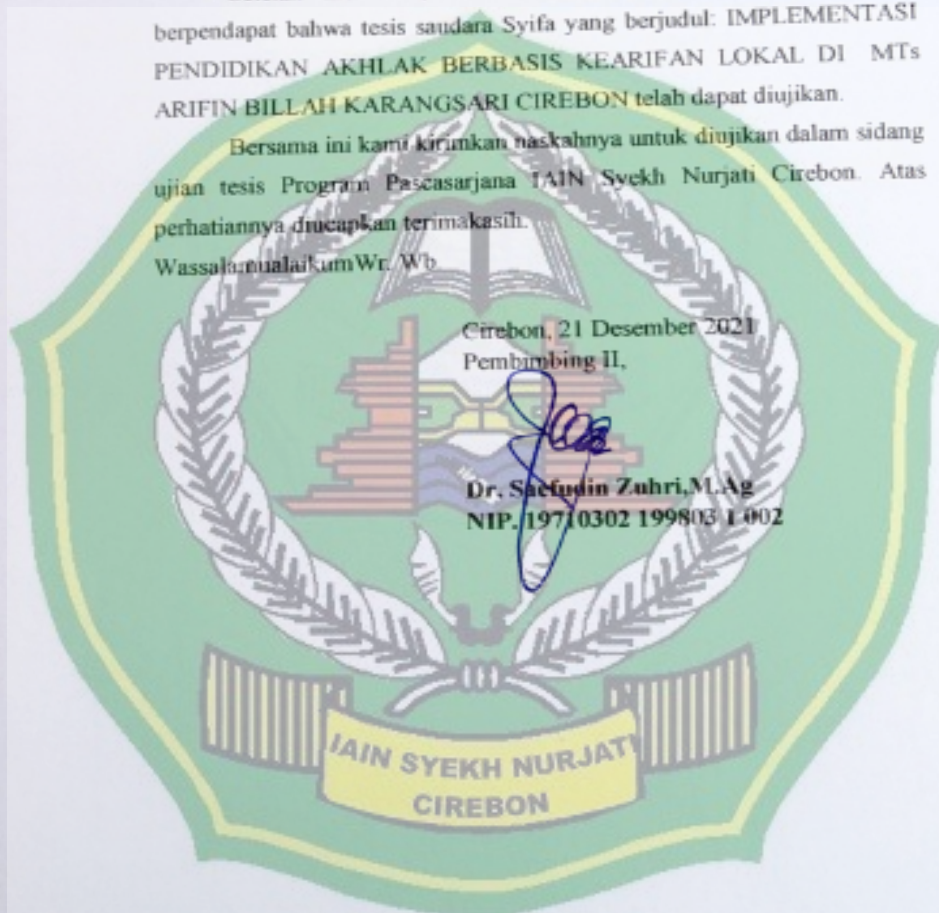 berpendapat bahwa tesis saudara Syifa yang berjudul: IMPLEMENTASI
PENDIDIKAN AKHLAK BERBASIS KEARIFAN LOKAL DI MTs
ARIFIN BILLAH KARANGSARI CIREBON telah dapat diujikan.
Bersama ini kami kirimkan naskahnya untuk diujikan dalam sidang
ujian tesis Program Pascasarjana IAIN Syekh Nurjati Cirebon. Atas
perhatiannya diucapkan terimakasih.
WassalamualaikumWr. Wb
Cirebon, 21 Desember 2021
Pembimbing II,
Dr. Saefudin Zuhri,M.Ag
NIP. 19710302 199803 1 002
IAIN SYEKH NURJATI
CIREBON